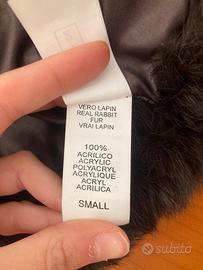 VERO LAPIN
REAL RABBIT
FUR
VRAI LAPIN
100%
ACRILICO
ACRYLIC
POLYACRYL
ACRYLIQUE
ACRYL
ACRILICA
SMALL
subito